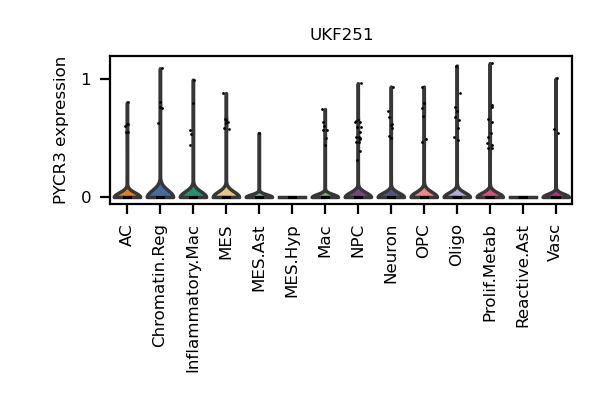 UKF251
PYCR3 expression
1
0
AC
Chromatin.Reg
Inflammatory.Mac
MES
MES.Ast
MES.Hyp
Mac
NPC
Neuron
OPC
Oligo
Prolif.Metab
Reactive.Ast
Vasc